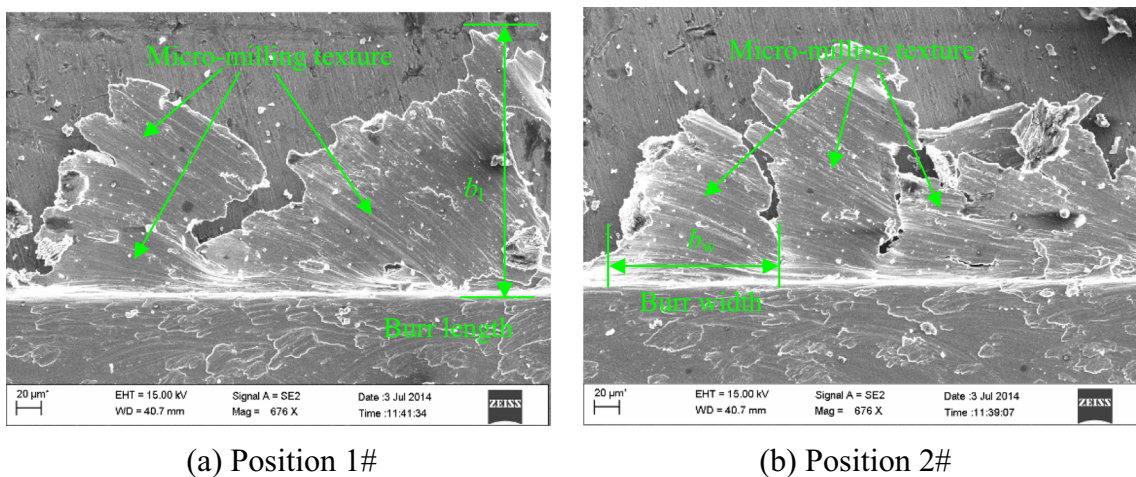 Micro-milling texture
b_l
Burr length
20 µm
EHT = 15.00 kV
Signal A = SE2
Date :3 Jul 2014
WD = 40.7 mm
Mag = 676 X
Time :11:41:34
ZEISS
(a) Position 1#
Micro-milling texture
b_w
Burr width
20 µm
EHT = 15.00 kV
Signal A = SE2
Date :3 Jul 2014
WD = 40.7 mm
Mag = 676 X
Time :11:39:07
ZEISS
(b) Position 2#